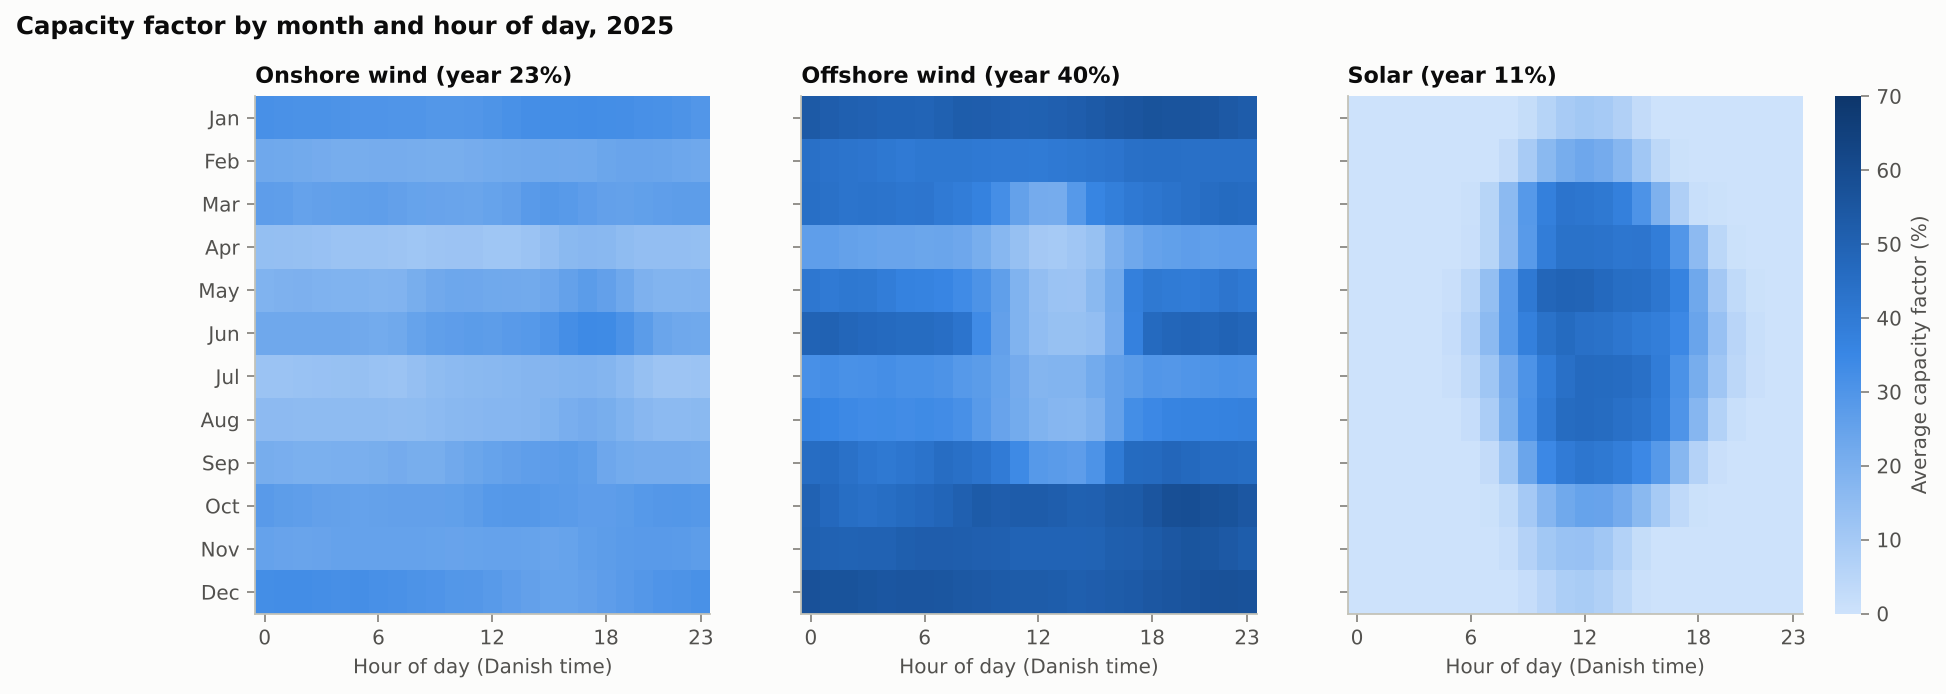 Capacity factor by month and hour of day, 2025
Onshore wind (year 23%)
Offshore wind (year 40%)
Solar (year 11%)
Jan
Feb
Mar
Apr
May
Jun
Jul
Aug
Sep
Oct
Nov
Dec
0 6 12 18 23
Hour of day (Danish time)
0 6 12 18 23
Hour of day (Danish time)
0 6 12 18 23
Hour of day (Danish time)
70
60
50
40
30
20
10
0
Average capacity factor (%)